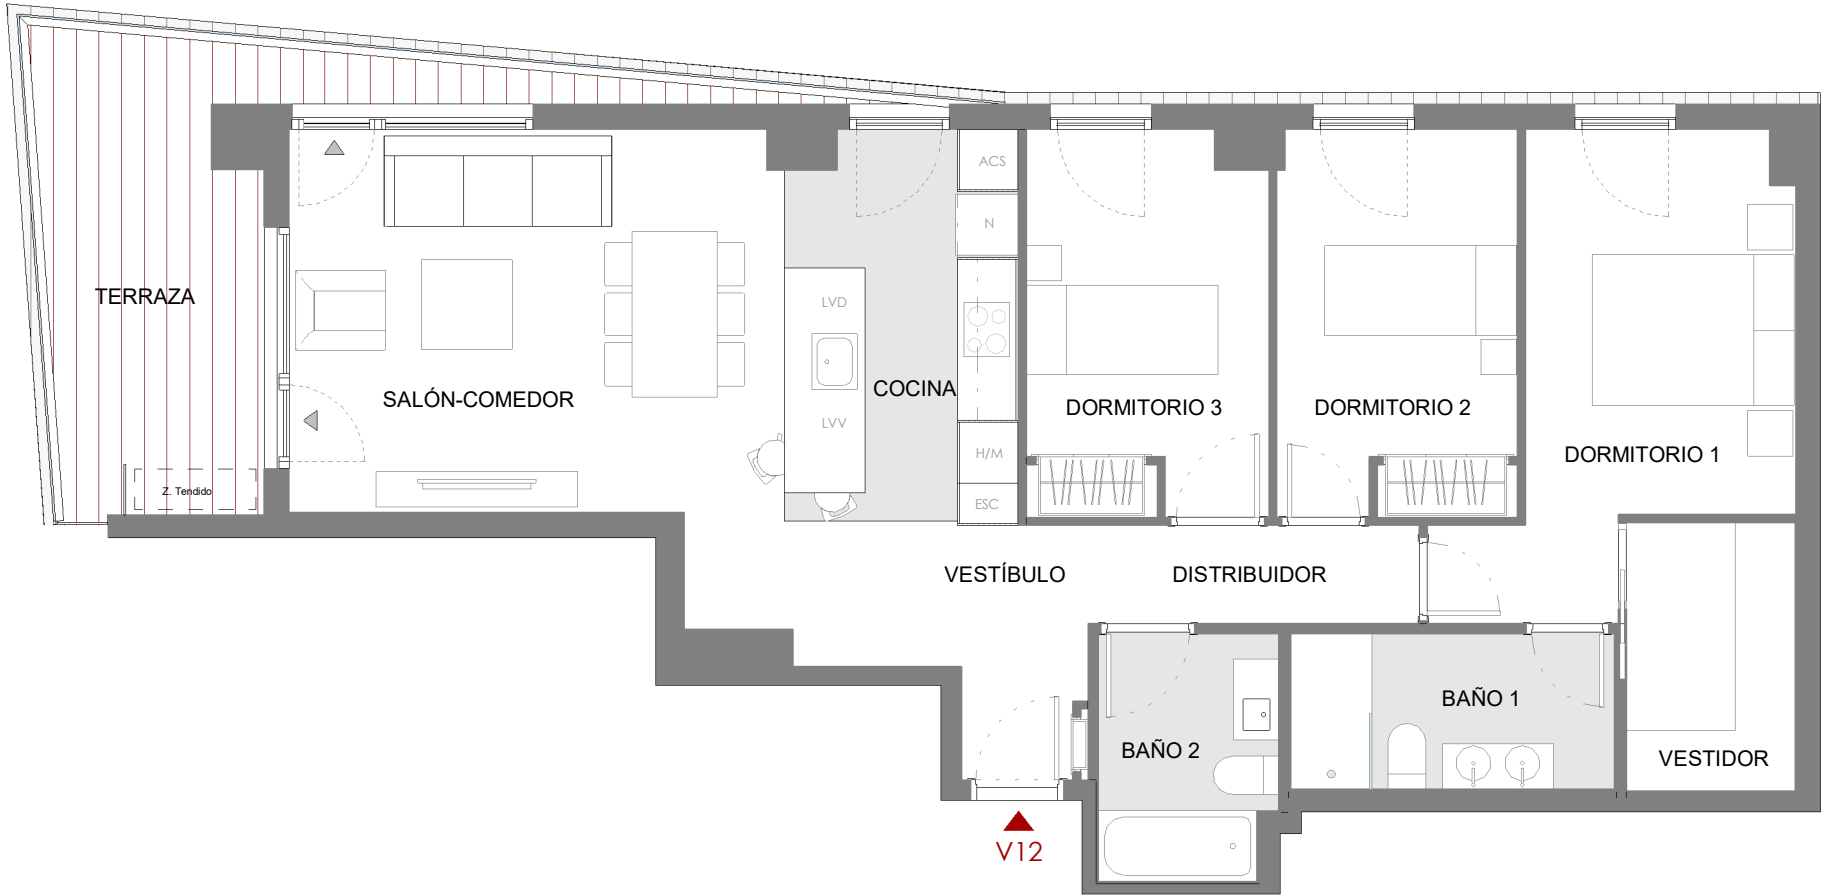 ACS
N
TERRAZA
LVD
SALÓN-COMEDOR
COCINA
LVV
DORMITORIO 3
DORMITORIO 2
DORMITORIO 1
H/M
Z. Tendido
ESC
VESTÍBULO
DISTRIBUIDOR
BAÑO 1
BAÑO 2
VESTIDOR
V12